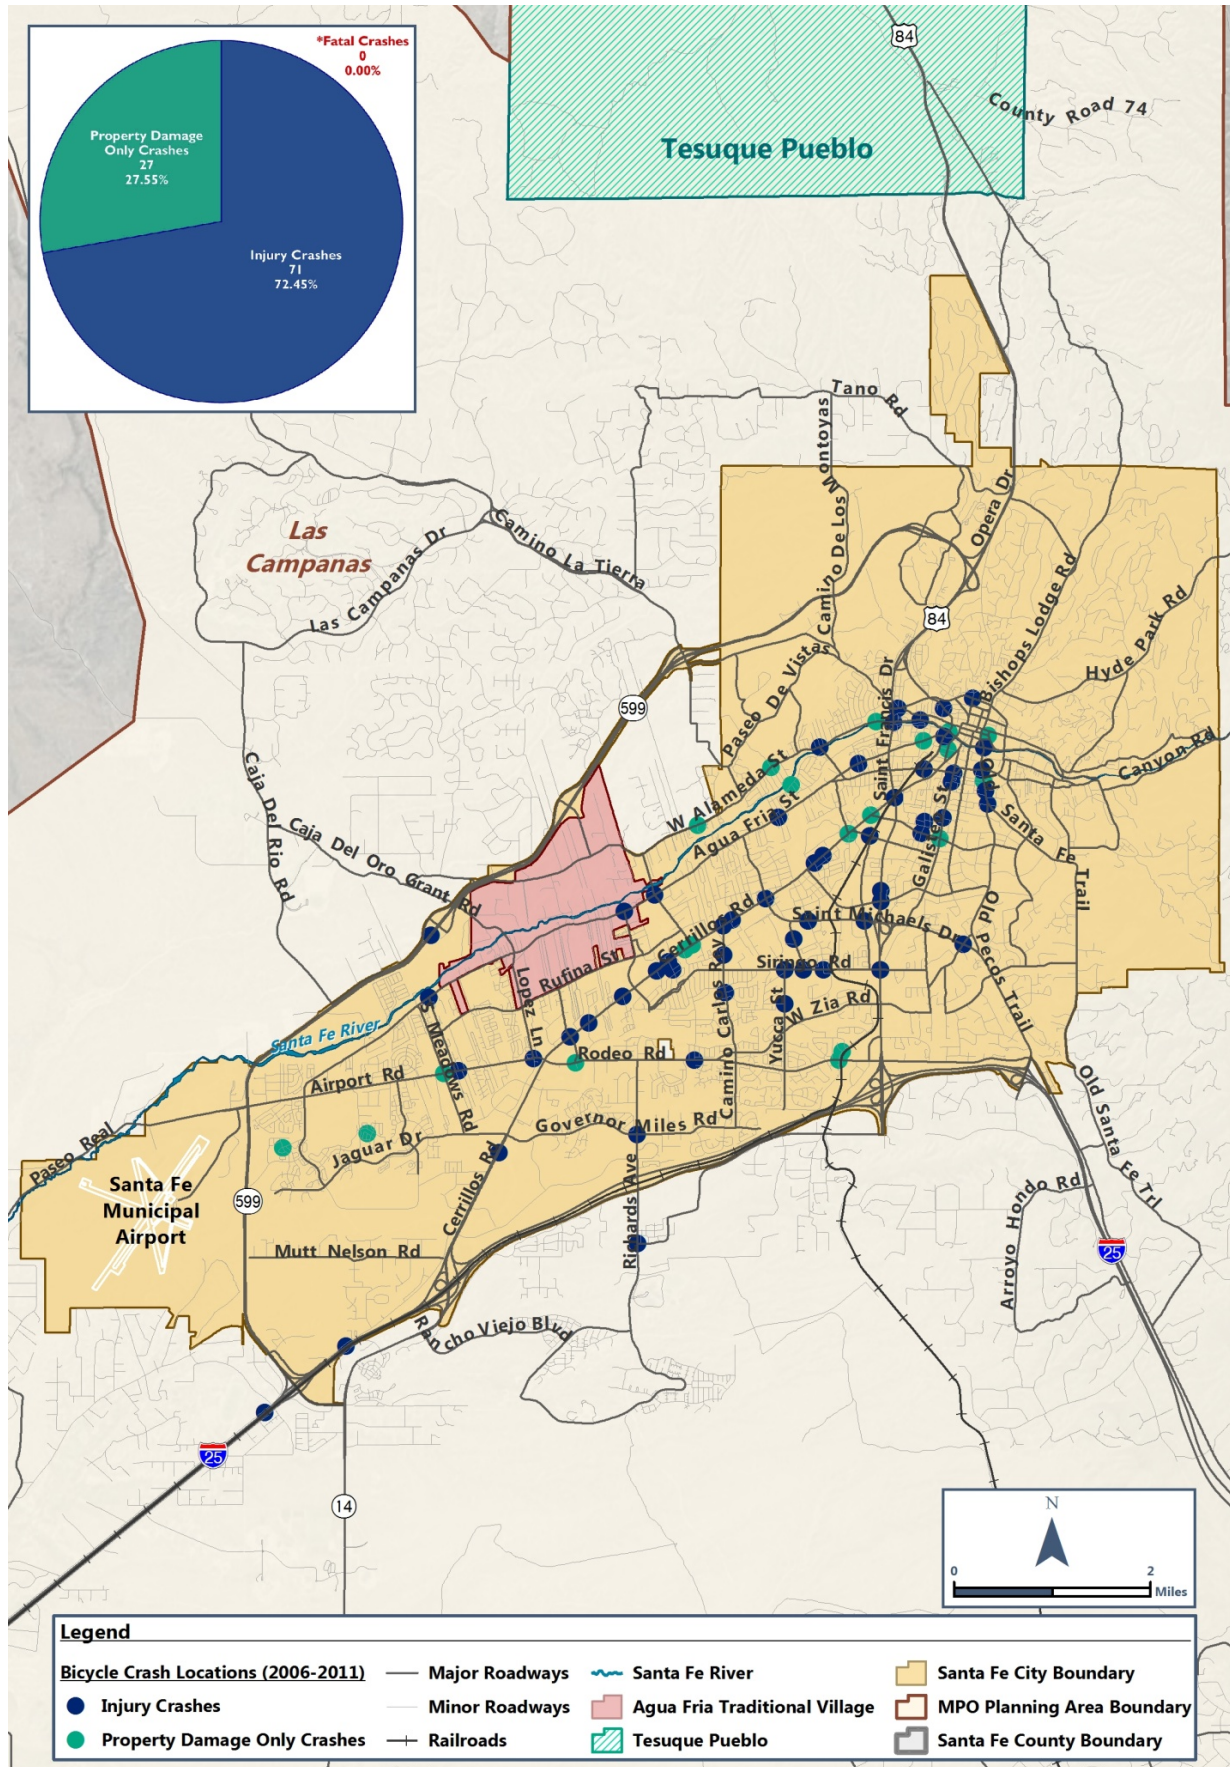 *Fatal Crashes
0
0.00%
Property Damage
Only Crashes
27
27.55%
Injury Crashes
71
72.45%
84
County Road 74
Tesuque Pueblo
Tano Rd
Camino De Los Montoyas
Opera Dr
Las
Campanas
Las Campanas Dr
Camino La Tierra
84
Bishops Lodge Rd
Hyde Park Rd
Paseo De Vistas
599
Saint Francis Dr
Canyon Rd
Caja Del Rio Rd
W Alameda St
Agua Fria St
Caja Del Oro Grant Rd
Galisteo St
Old Santa Fe Trail
Cerrillos Rd
Saint Michaels Dr
Old Pecos Trail
Rufina St
Siringo Rd
Lopez Ln
Camino Carlos Rey
Yucca St
W Zia Rd
Santa Fe River
S Meadows Rd
Rodeo Rd
Airport Rd
Governor Miles Rd
Jaguar Dr
Paseo Real
Old Santa Fe Trl
Santa Fe
Municipal
Airport
599
Cerrillos Rd
Richards Ave
Arroyo Hondo Rd
Mutt Nelson Rd
25
Rancho Viejo Blvd
25
14
N
0 2
Miles
Legend
Bicycle Crash Locations (2006-2011)
Injury Crashes
Property Damage Only Crashes
Major Roadways
Minor Roadways
Railroads
Santa Fe River
Agua Fria Traditional Village
Tesuque Pueblo
Santa Fe City Boundary
MPO Planning Area Boundary
Santa Fe County Boundary